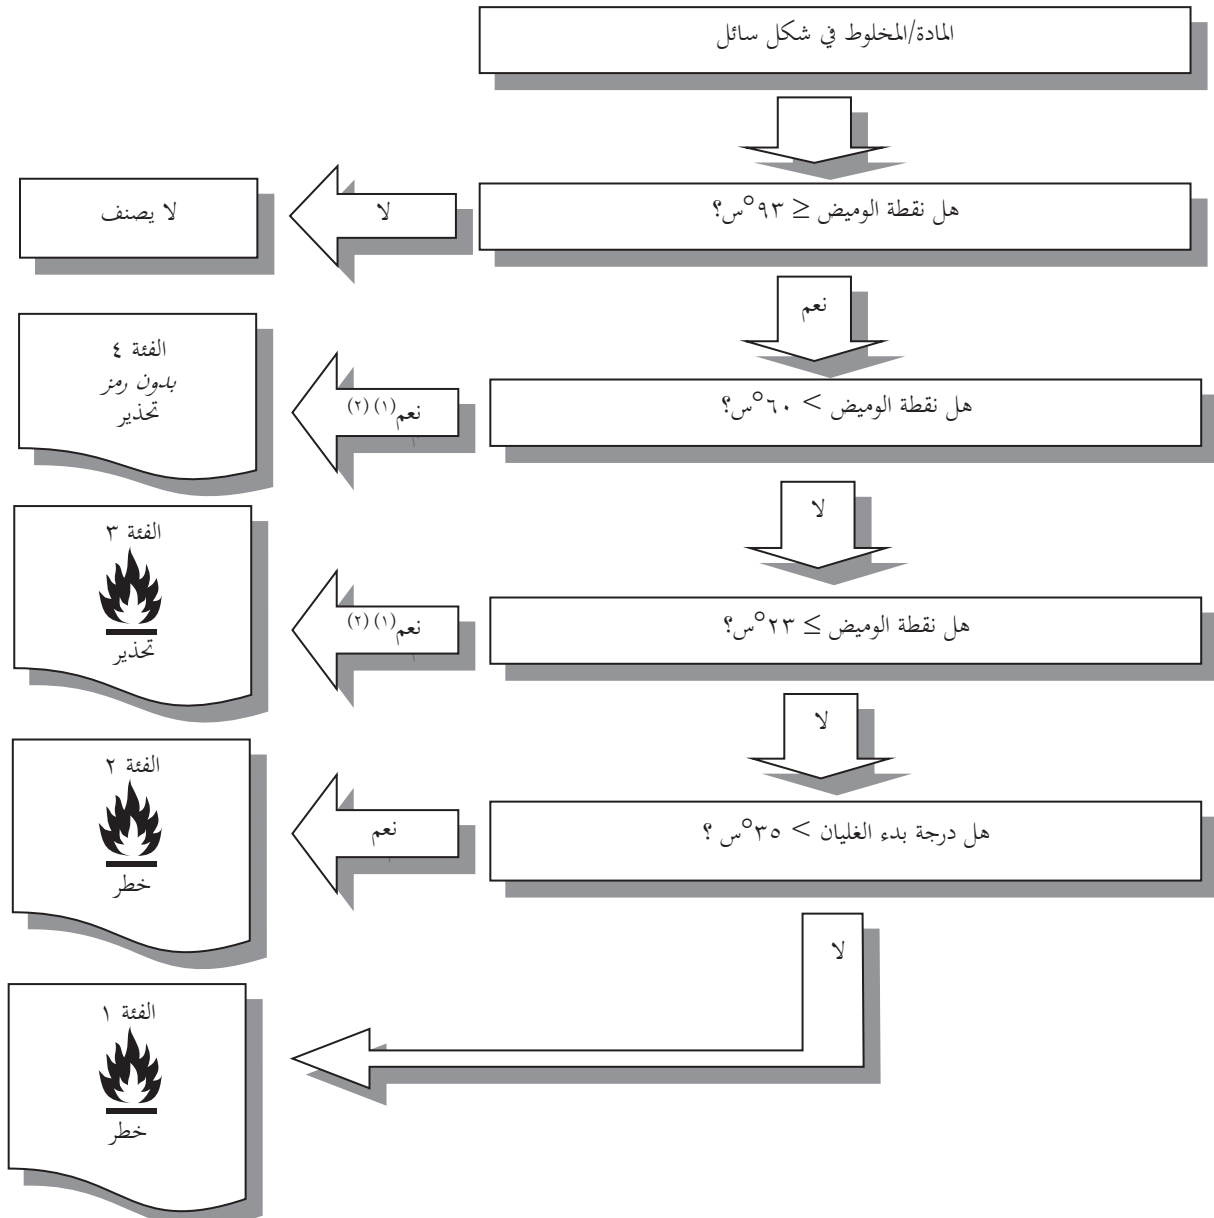 المادة/المخلوط في شكل سائل
هل نقطة الوميض ≥ ٩٣°س؟
لا
لا يصنف
نعم
هل نقطة الوميض < ٦٠°س؟
نعم(١) (٢)
الفئة ٤
بدون رمز
تحذير
لا
هل نقطة الوميض ≤ ٢٣°س؟
نعم(١) (٢)
الفئة ٣
تحذير
لا
هل درجة بدء الغليان < ٣٥°س ؟
نعم
الفئة ٢
خطر
لا
الفئة ١
خطر